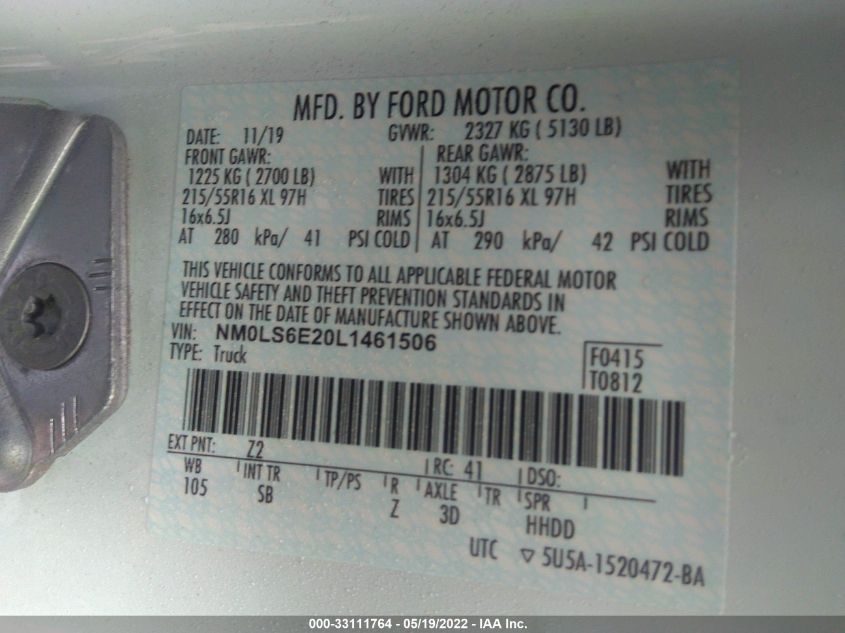 MFD. BY FORD MOTOR CO.
DATE: 11/19 GVWR: 2327 KG ( 5130 LB)
FRONT GAWR: REAR GAWR:
1225 KG ( 2700 LB) WITH 1304 KG ( 2875 LB) WITH
215/55R16 XL 97H TIRES 215/55R16 XL 97H TIRES
16x6.5J RIMS 16x6.5J RIMS
AT 280 kPa/ 41 PSI COLD AT 290 kPa/ 42 PSI COLD
THIS VEHICLE CONFORMS TO ALL APPLICABLE FEDERAL MOTOR
VEHICLE SAFETY AND THEFT PREVENTION STANDARDS IN
EFFECT ON THE DATE OF MANUFACTURE SHOWN ABOVE.
VIN: NM0LS6E20L1461506
TYPE: Truck
F0415
T0812
EXT PNT: Z2 RC: 41 DSO:
WB INT TR TP/PS R AXLE TR SPR
105 SB Z 3D HHDD
UTC ▽ 5U5A-1520472-BA
000-33111764 - 05/19/2022 - IAA Inc.